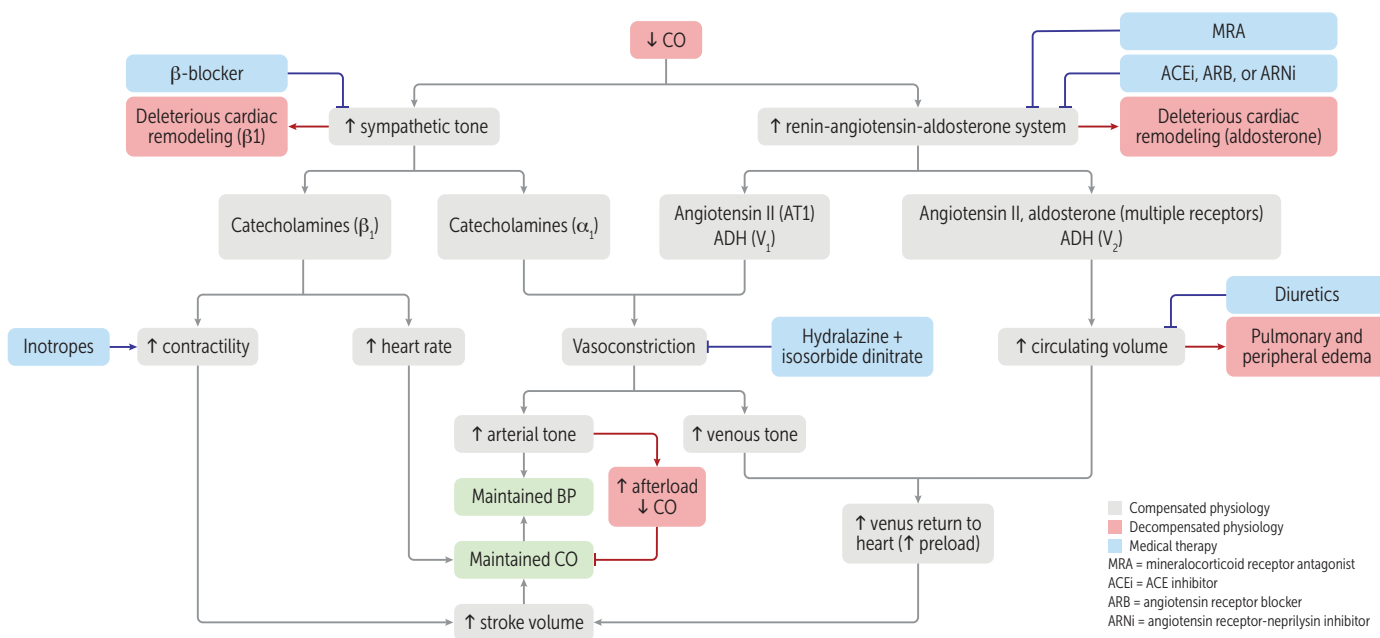 ↓ CO
MRA
β-blocker
ACEi, ARB, or ARNi
Deleterious cardiac
remodeling (β1)
↑ sympathetic tone
↑ renin-angiotensin-aldosterone system
Deleterious cardiac
remodeling (aldosterone)
Catecholamines (β₁)
Catecholamines (α₁)
Angiotensin II (AT1)
ADH (V₁)
Angiotensin II, aldosterone (multiple receptors)
ADH (V₂)
Diuretics
Inotropes
↑ contractility
↑ heart rate
Vasoconstriction
Hydralazine +
isosorbide dinitrate
↑ circulating volume
Pulmonary and
peripheral edema
↑ arterial tone
↑ venous tone
Maintained BP
↑ afterload
↓ CO
↑ venus return to
heart (↑ preload)
Maintained CO
↑ stroke volume
Compensated physiology
Decompensated physiology
Medical therapy
MRA = mineralocorticoid receptor antagonist
ACEi = ACE inhibitor
ARB = angiotensin receptor blocker
ARNi = angiotensin receptor-neprilysin inhibitor